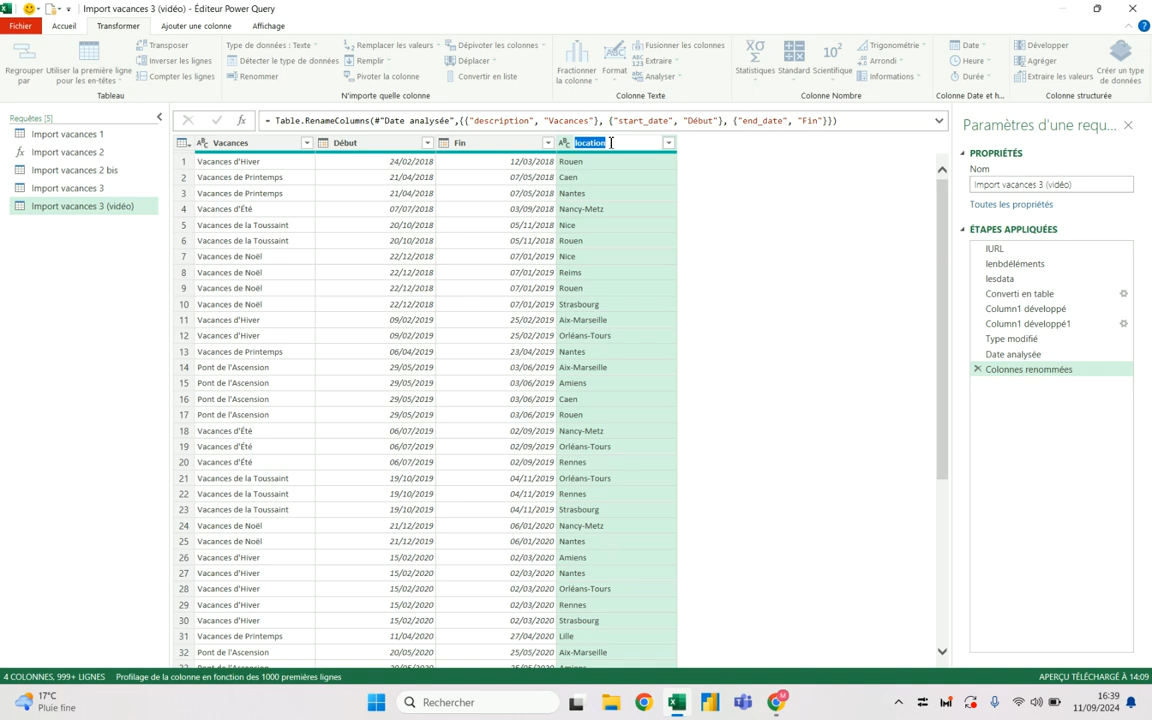 Import vacances 3 (vidéo) - Éditeur Power Query
Fichier Accueil Transformer Ajouter une colonne Affichage
Regrouper par
Utiliser la première ligne pour les en-têtes
Transposer
Inverser les lignes
Compter les lignes
Tableau
Type de données : Texte
Détecter le type de données
Renommer
Remplacer les valeurs
Remplir
Pivoter la colonne
Dépivoter les colonnes
Déplacer
Convertir en liste
N'importe quelle colonne
Fractionner la colonne
Format
Fusionner les colonnes
Extraire
Analyser
Colonne Texte
Statistiques
Standard
Scientifique
Trigonométrie
Arrondi
Informations
Colonne Nombre
Date
Heure
Durée
Colonne Date et h...
Développer
Agréger
Extraire les valeurs
Créer un type de données
Colonne structurée
Requêtes [5]
Import vacances 1
Import vacances 2
Import vacances 2 bis
Import vacances 3
Import vacances 3 (vidéo)
= Table.RenameColumns(#"Date analysée",{{"description", "Vacances"}, {"start_date", "Début"}, {"end_date", "Fin"}})
Vacances Début Fin location
1 Vacances d'Hiver 24/02/2018 12/03/2018 Rouen
2 Vacances de Printemps 21/04/2018 07/05/2018 Caen
3 Vacances de Printemps 21/04/2018 07/05/2018 Nantes
4 Vacances d'Été 07/07/2018 03/09/2018 Nancy-Metz
5 Vacances de la Toussaint 20/10/2018 05/11/2018 Nice
6 Vacances de la Toussaint 20/10/2018 05/11/2018 Rouen
7 Vacances de Noël 22/12/2018 07/01/2019 Nice
8 Vacances de Noël 22/12/2018 07/01/2019 Reims
9 Vacances de Noël 22/12/2018 07/01/2019 Rouen
10 Vacances de Noël 22/12/2018 07/01/2019 Strasbourg
11 Vacances d'Hiver 09/02/2019 25/02/2019 Aix-Marseille
12 Vacances d'Hiver 09/02/2019 25/02/2019 Orléans-Tours
13 Vacances de Printemps 06/04/2019 23/04/2019 Nantes
14 Pont de l'Ascension 29/05/2019 03/06/2019 Aix-Marseille
15 Pont de l'Ascension 29/05/2019 03/06/2019 Amiens
16 Pont de l'Ascension 29/05/2019 03/06/2019 Caen
17 Pont de l'Ascension 29/05/2019 03/06/2019 Rouen
18 Vacances d'Été 06/07/2019 02/09/2019 Nancy-Metz
19 Vacances d'Été 06/07/2019 02/09/2019 Orléans-Tours
20 Vacances d'Été 06/07/2019 02/09/2019 Rennes
21 Vacances de la Toussaint 19/10/2019 04/11/2019 Orléans-Tours
22 Vacances de la Toussaint 19/10/2019 04/11/2019 Rennes
23 Vacances de la Toussaint 19/10/2019 04/11/2019 Strasbourg
24 Vacances de Noël 21/12/2019 06/01/2020 Nancy-Metz
25 Vacances de Noël 21/12/2019 06/01/2020 Nantes
26 Vacances d'Hiver 15/02/2020 02/03/2020 Amiens
27 Vacances d'Hiver 15/02/2020 02/03/2020 Nantes
28 Vacances d'Hiver 15/02/2020 02/03/2020 Orléans-Tours
29 Vacances d'Hiver 15/02/2020 02/03/2020 Rennes
30 Vacances d'Hiver 15/02/2020 02/03/2020 Strasbourg
31 Vacances de Printemps 11/04/2020 27/04/2020 Lille
32 Pont de l'Ascension 20/05/2020 25/05/2020 Aix-Marseille
Paramètres d'une requ...
PROPRIÉTÉS
Nom
Import vacances 3 (vidéo)
Toutes les propriétés
ÉTAPES APPLIQUÉES
lURL
lenbdéléments
lesdata
Converti en table
Column1 développé
Column1 développé1
Type modifié
Date analysée
Colonnes renommées
4 COLONNES, 999+ LIGNES Profilage de la colonne en fonction des 1000 premières lignes APERÇU TÉLÉCHARGÉ À 14:09
17°C
Pluie fine
Rechercher
16:39
11/09/2024